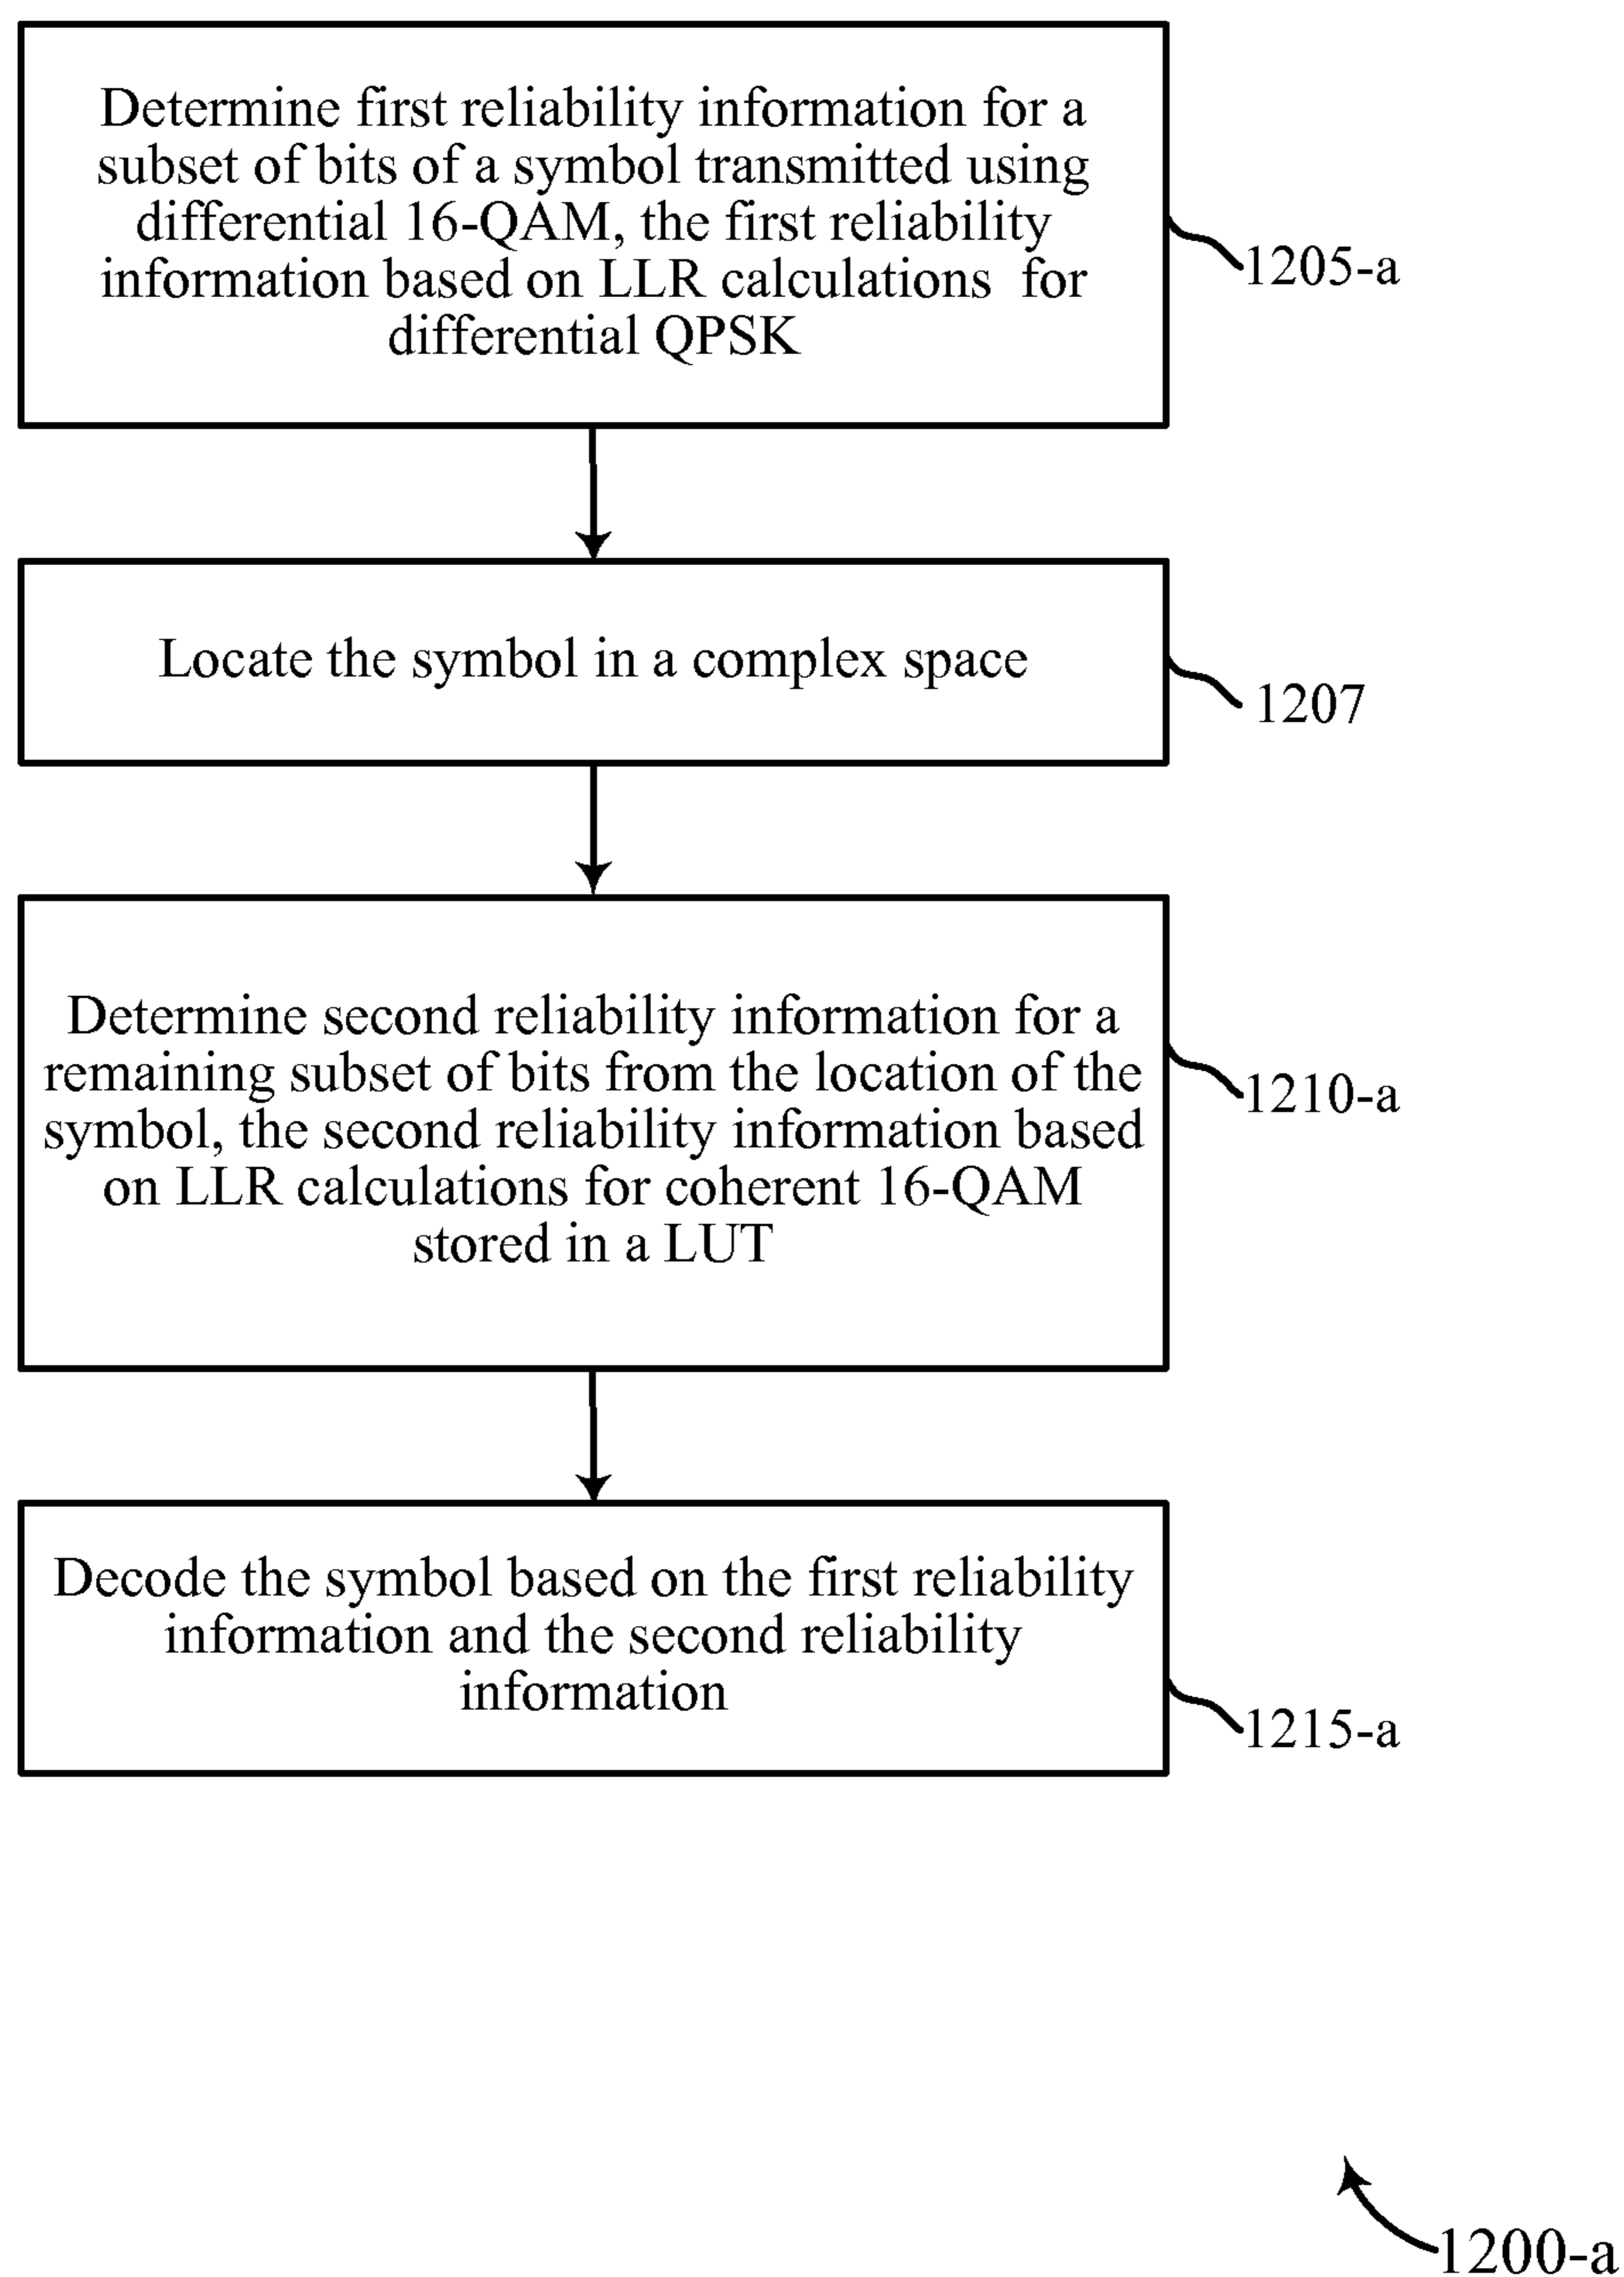 Determine first reliability information for a
subset of bits of a symbol transmitted using
differential 16-QAM, the first reliability
information based on LLR calculations for
differential QPSK
1205-a
Locate the symbol in a complex space
1207
Determine second reliability information for a
remaining subset of bits from the location of the
symbol, the second reliability information based
on LLR calculations for coherent 16-QAM
stored in a LUT
1210-a
Decode the symbol based on the first reliability
information and the second reliability
information
1215-a
1200-a